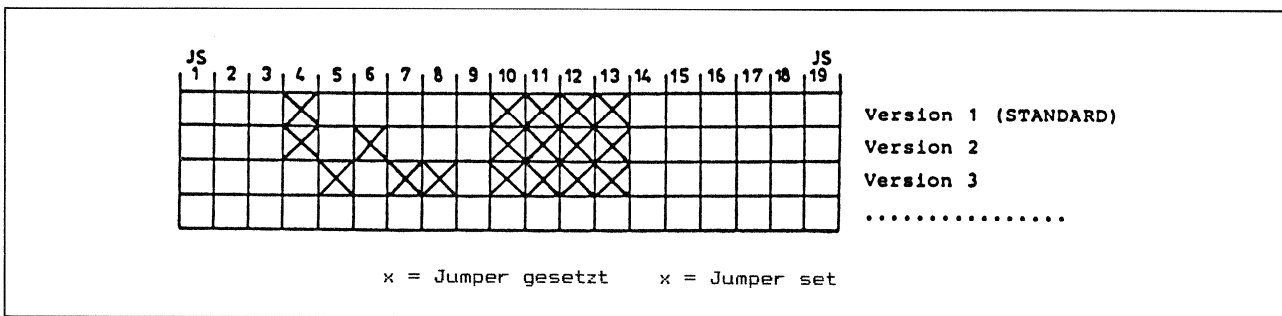 JS JS
1 2 3 4 5 6 7 8 9 10 11 12 13 14 15 16 17 18 19
Version 1 (STANDARD)
Version 2
Version 3
................
x = Jumper gesetzt x = Jumper set